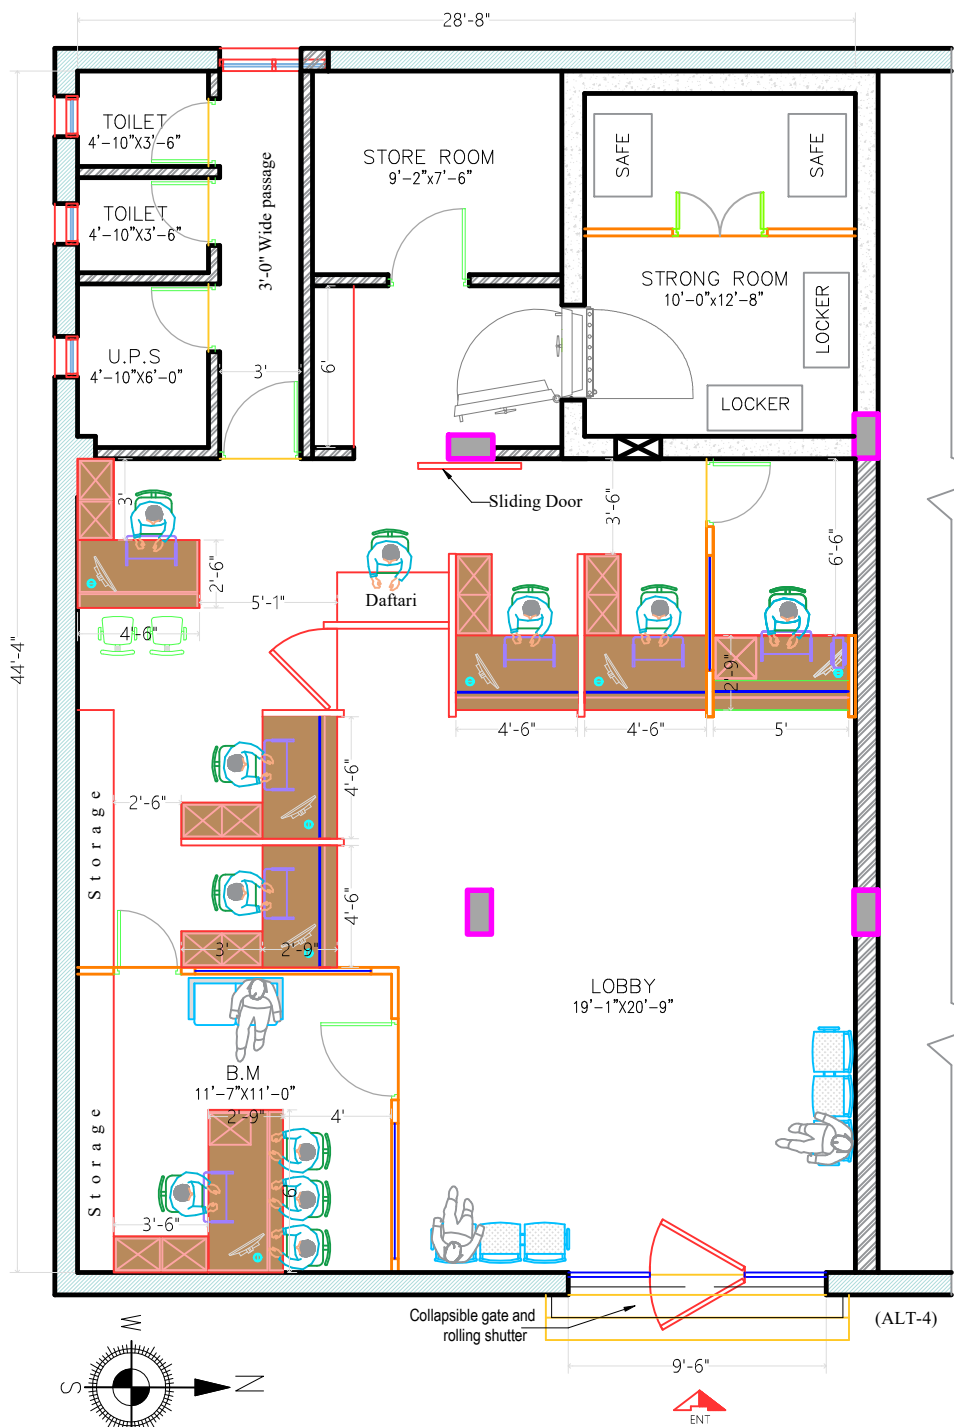 28'-8"
TOILET
4'-10"X3'-6"
STORE ROOM
9'-2"x7'-6"
SAFE
SAFE
3'-0" Wide passage
TOILET
4'-10"X3'-6"
STRONG ROOM
10'-0"x12'-8"
LOCKER
U.P.S
4'-10"X6'-0"
3'
6'
LOCKER
Sliding Door
3'
3'-6"
6'-6"
2'-6"
5'-1"
Daftari
4'-6"
44'-4"
2'-9"
4'-6"
4'-6"
5'
4'-6"
2'-6"
Storage
4'-6"
3'
2'-9"
LOBBY
19'-1"X20'-9"
B.M
11'-7"X11'-0"
2'-9"
4'
Storage
6'
3'-6"
Collapsible gate and
rolling shutter
(ALT-4)
W
S
N
9'-6"
ENT